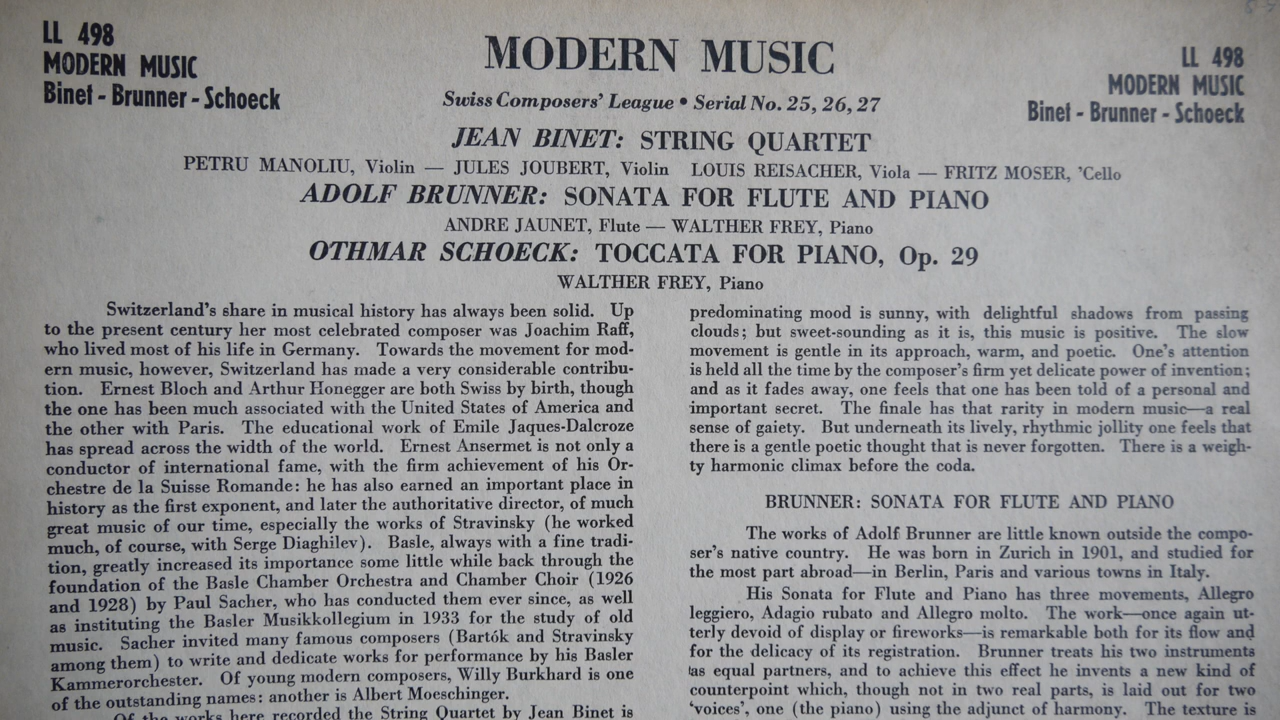 LL 498
MODERN MUSIC
Binet - Brunner - Schoeck
MODERN MUSIC
Swiss Composers' League • Serial No. 25, 26, 27
LL 498
MODERN MUSIC
Binet - Brunner - Schoeck
JEAN BINET: STRING QUARTET
PETRU MANOLIU, Violin — JULES JOUBERT, Violin LOUIS REISACHER, Viola — FRITZ MOSER, 'Cello
ADOLF BRUNNER: SONATA FOR FLUTE AND PIANO
ANDRE JAUNET, Flute — WALTHER FREY, Piano
OTHMAR SCHOECK: TOCCATA FOR PIANO, Op. 29
WALTHER FREY, Piano
Switzerland's share in musical history has always been solid. Up
to the present century her most celebrated composer was Joachim Raff,
who lived most of his life in Germany. Towards the movement for mod-
ern music, however, Switzerland has made a very considerable contribu-
tion. Ernest Bloch and Arthur Honegger are both Swiss by birth, though
the one has been much associated with the United States of America and
the other with Paris. The educational work of Emile Jaques-Dalcroze
has spread across the width of the world. Ernest Ansermet is not only a
conductor of international fame, with the firm achievement of his Or-
chestre de la Suisse Romande: he has also earned an important place in
history as the first exponent, and later the authoritative director, of much
great music of our time, especially the works of Stravinsky (he worked
much, of course, with Serge Diaghilev). Basle, always with a fine tradi-
tion, greatly increased its importance some little while back through the
foundation of the Basle Chamber Orchestra and Chamber Choir (1926
and 1928) by Paul Sacher, who has conducted them ever since, as well
as instituting the Basler Musikkollegium in 1933 for the study of old
music. Sacher invited many famous composers (Bartók and Stravinsky
among them) to write and dedicate works for performance by his Basler
Kammerorchester. Of young modern composers, Willy Burkhard is one
of the outstanding names: another is Albert Moeschinger.
Of the works here recorded the String Quartet by Jean Binet is
predominating mood is sunny, with delightful shadows from passing
clouds; but sweet-sounding as it is, this music is positive. The slow
movement is gentle in its approach, warm, and poetic. One's attention
is held all the time by the composer's firm yet delicate power of invention;
and as it fades away, one feels that one has been told of a personal and
important secret. The finale has that rarity in modern music—a real
sense of gaiety. But underneath its lively, rhythmic jollity one feels that
there is a gentle poetic thought that is never forgotten. There is a weigh-
ty harmonic climax before the coda.
BRUNNER: SONATA FOR FLUTE AND PIANO
The works of Adolf Brunner are little known outside the compo-
ser's native country. He was born in Zurich in 1901, and studied for
the most part abroad—in Berlin, Paris and various towns in Italy.
His Sonata for Flute and Piano has three movements, Allegro
leggiero, Adagio rubato and Allegro molto. The work—once again ut-
terly devoid of display or fireworks—is remarkable both for its flow and
for the delicacy of its registration. Brunner treats his two instruments
as equal partners, and to achieve this effect he invents a new kind of
counterpoint which, though not in two real parts, is laid out for two
'voices', one (the piano) using the adjunct of harmony. The texture is